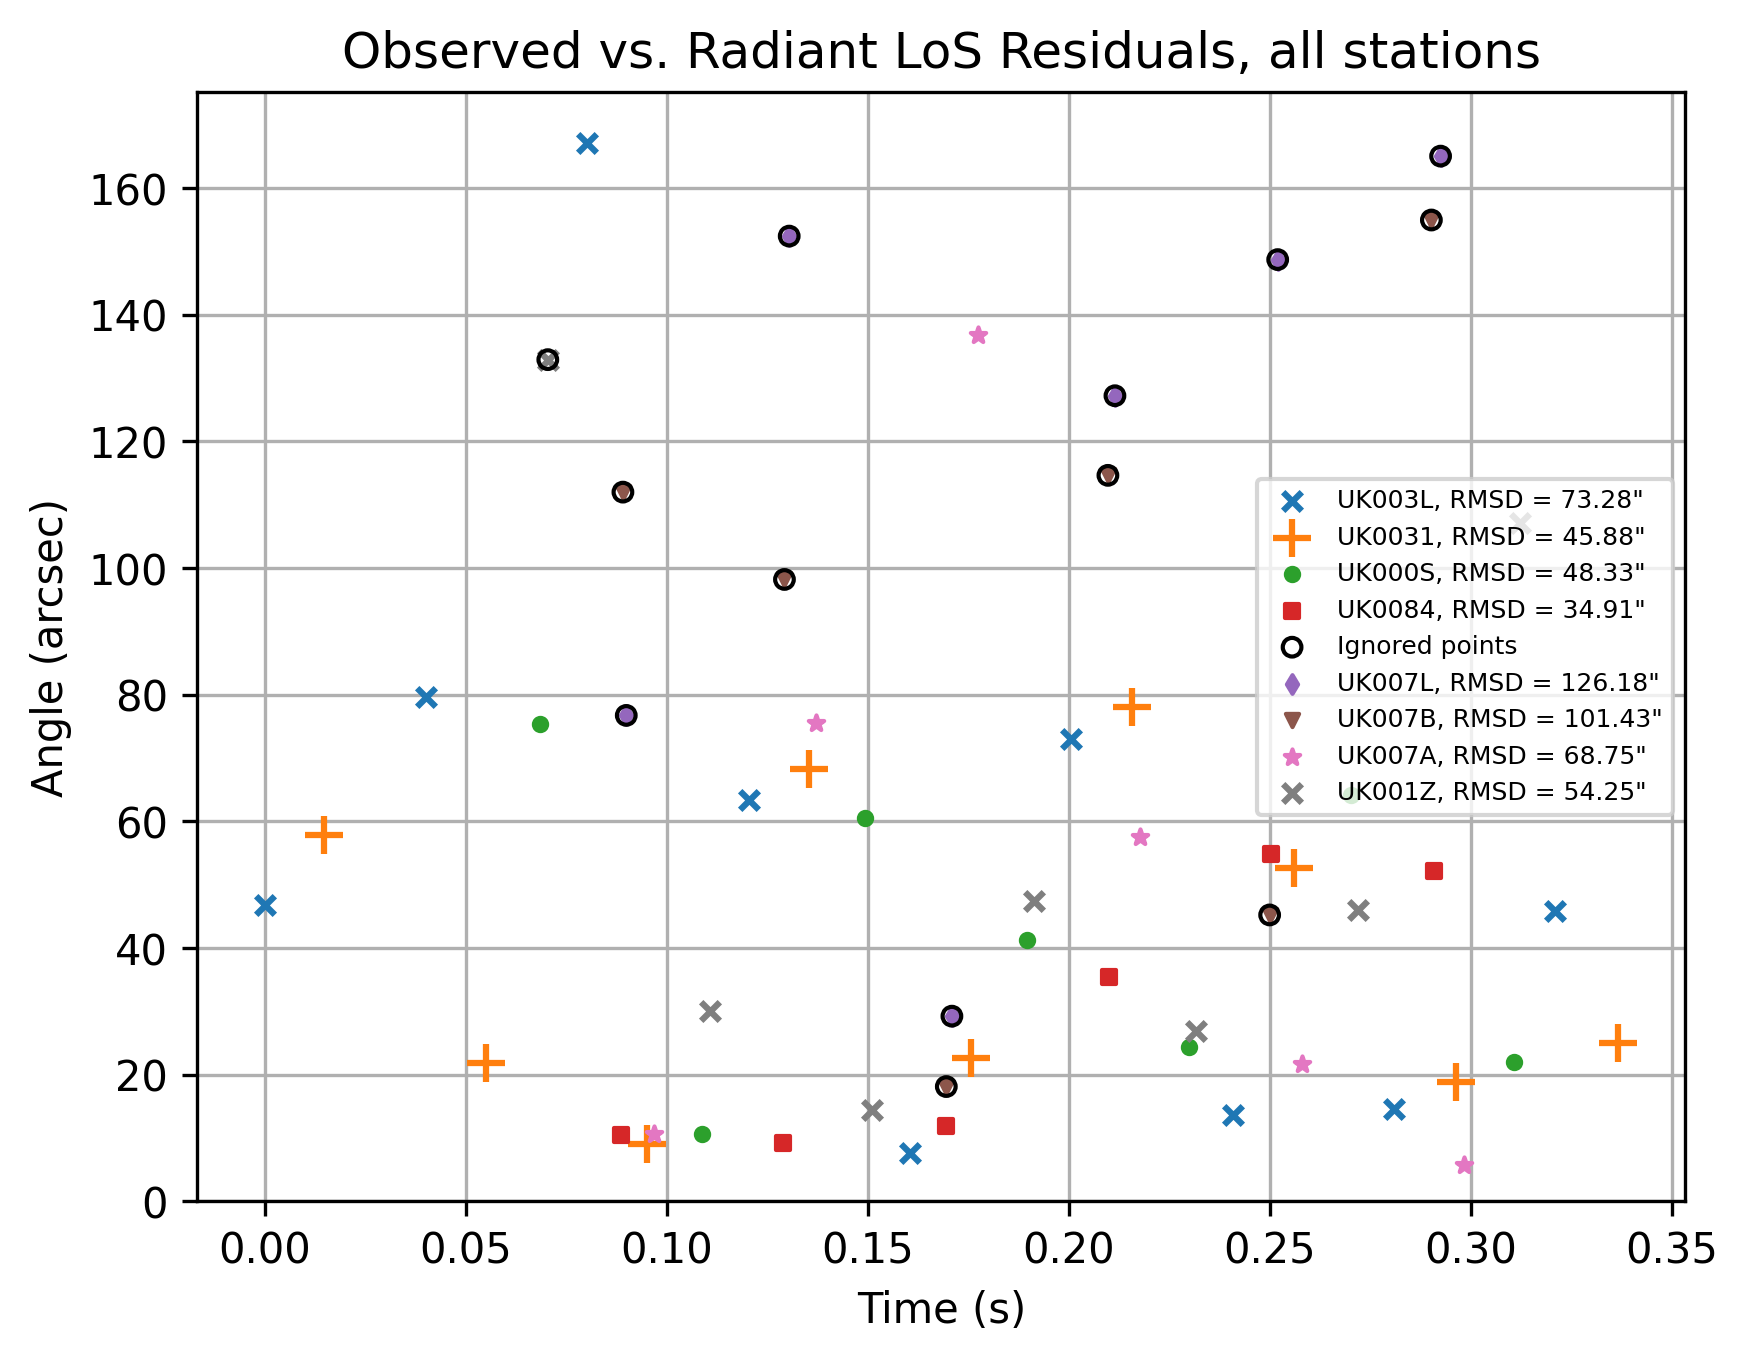 Observed vs. Radiant LoS Residuals, all stations
Angle (arcsec)
160
140
120
100
80
60
40
20
0
UK003L, RMSD = 73.28"
UK0031, RMSD = 45.88"
UK000S, RMSD = 48.33"
UK0084, RMSD = 34.91"
Ignored points
UK007L, RMSD = 126.18"
UK007B, RMSD = 101.43"
UK007A, RMSD = 68.75"
UK001Z, RMSD = 54.25"
0.00 0.05 0.10 0.15 0.20 0.25 0.30 0.35
Time (s)